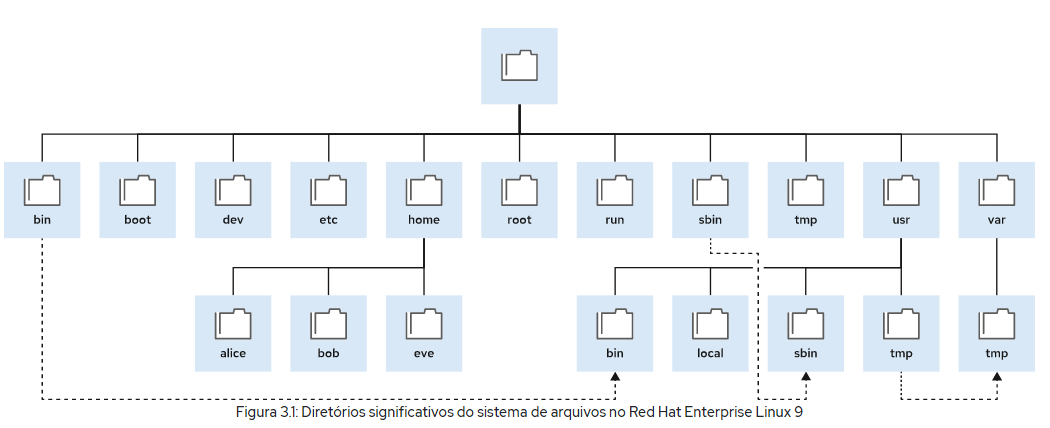 bin boot dev etc home root run sbin tmp usr var
alice bob eve bin local sbin tmp tmp
Figura 3.1: Diretórios significativos do sistema de arquivos no Red Hat Enterprise Linux 9